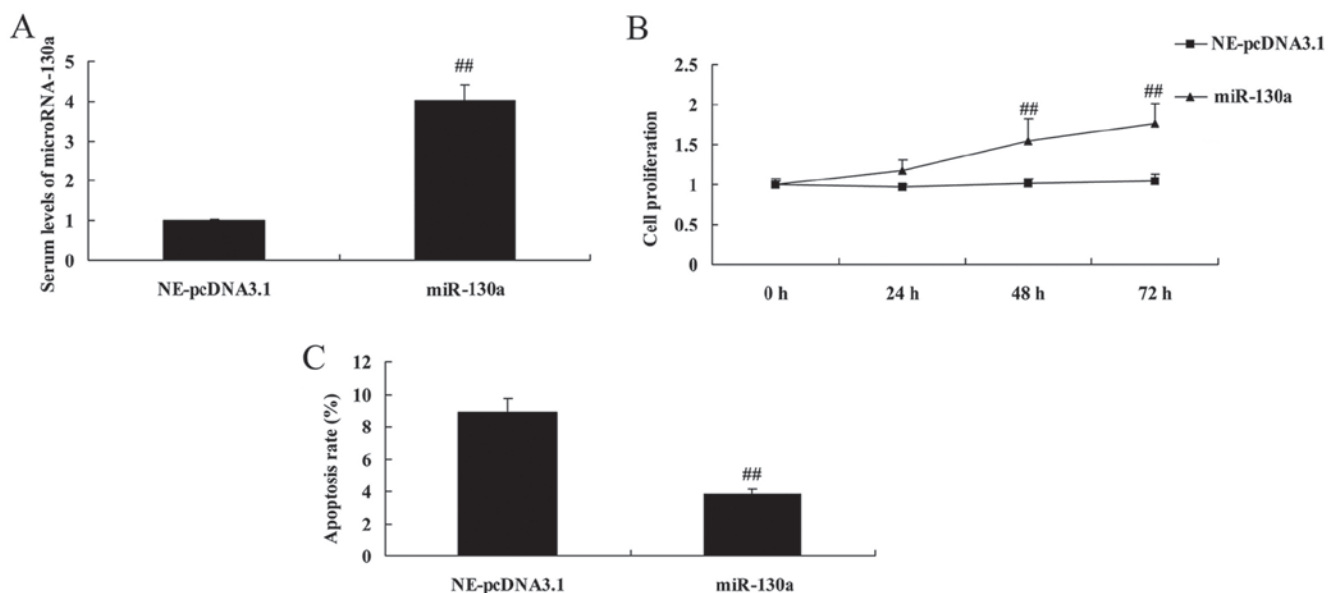 A
Serum levels of microRNA-130a
5
4
3
2
1
0
##
NE-pcDNA3.1
miR-130a
B
Cell proliferation
2.5
2
1.5
1
0.5
0
##
##
0 h
24 h
48 h
72 h
NE-pcDNA3.1
miR-130a
C
Apoptosis rate (%)
12
10
8
6
4
2
0
##
NE-pcDNA3.1
miR-130a